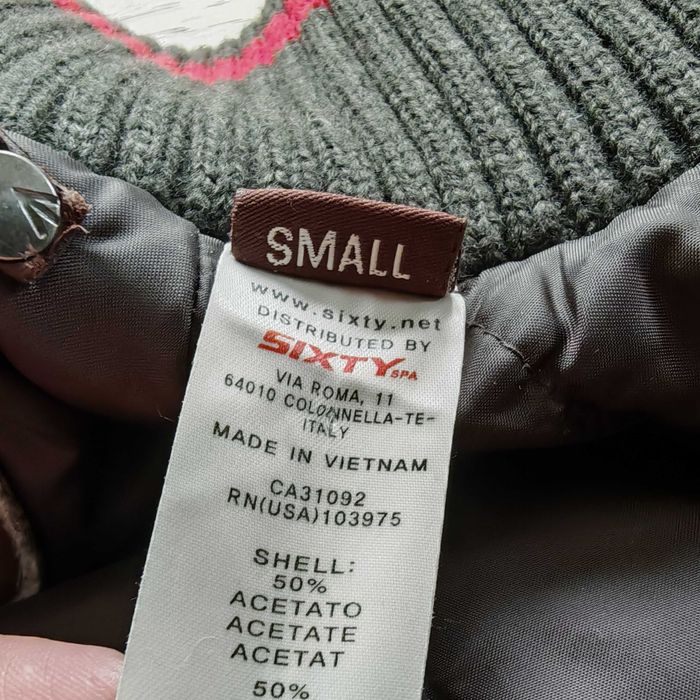 SMALL
www.sixty.net
DISTRIBUTED BY
SIXTY SPA
VIA ROMA, 11
64010 COLONNELLA-TE-
ITALY
MADE IN VIETNAM
CA31092
RN(USA)103975
SHELL:
50%
ACETATO
ACETATE
ACETAT
50%